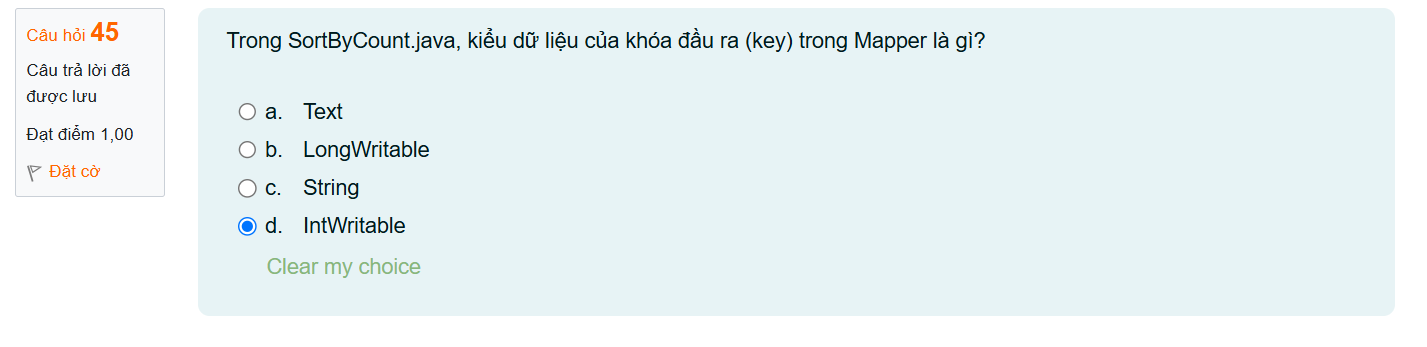 Câu hỏi 45
Câu trả lời đã
được lưu
Đạt điểm 1,00
Đặt cờ
Trong SortByCount.java, kiểu dữ liệu của khóa đầu ra (key) trong Mapper là gì?
a. Text
b. LongWritable
c. String
d. IntWritable
Clear my choice